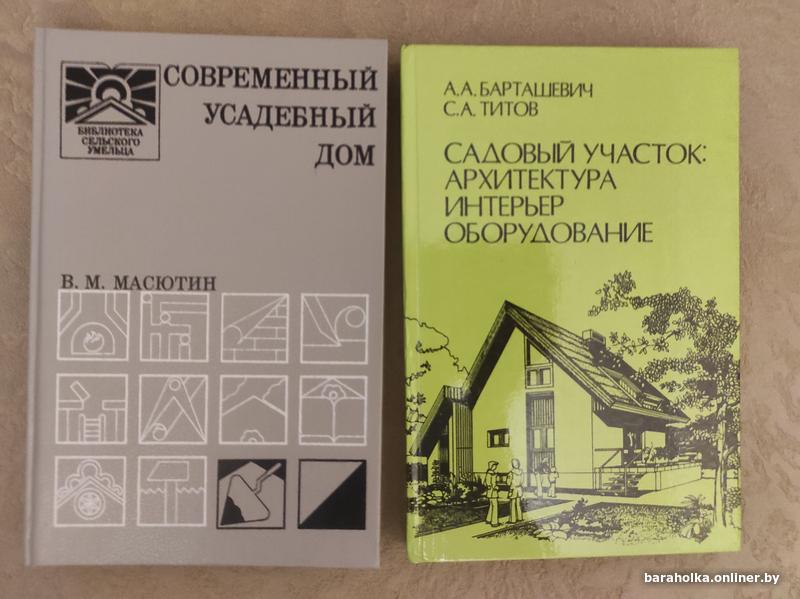 СОВРЕМЕННЫЙ
УСАДЕБНЫЙ
ДОМ
БИБЛИОТЕКА
СЕЛЬСКОГО
УМЕЛЬЦА
В. М. МАСЮТИН
А.А.БАРТАШЕВИЧ
С.А.ТИТОВ
САДОВЫЙ УЧАСТОК:
АРХИТЕКТУРА
ИНТЕРЬЕР
ОБОРУДОВАНИЕ
baraholka.onliner.by